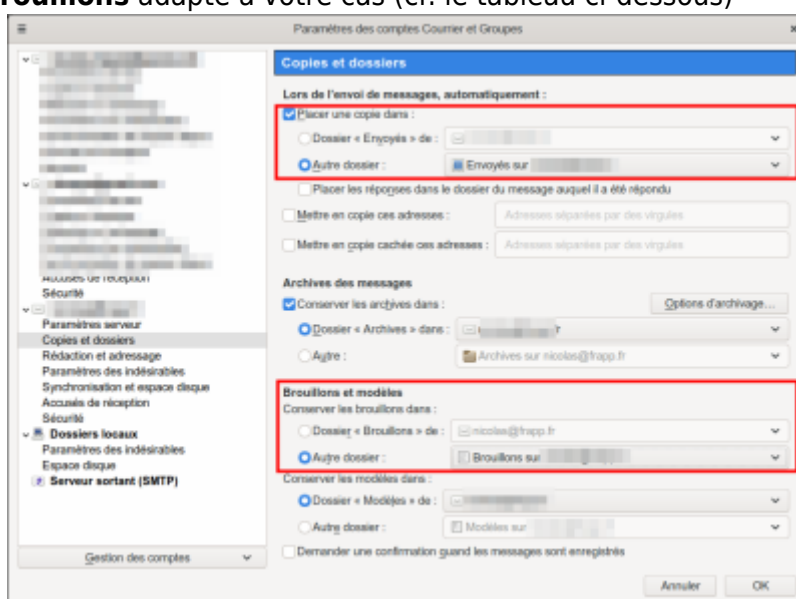 rouillons adapté à votre cas (cf. le tableau ci-dessous)
Paramètres des comptes Courrier et Groupes
Copies et dossiers
Lors de l'envoi de messages, automatiquement :
Placer une copie dans :
Dossier « Envoyés » de :
Autre dossier : Envoyés sur
Placer les réponses dans le dossier du message auquel il a été répondu
Mettre en copie ces adresses : Adresses séparées par des virgules
Mettre en copie cachée ces adresses : Adresses séparées par des virgules
Accusés de réception
Sécurité
Paramètres serveur
Copies et dossiers
Rédaction et adressage
Paramètres des indésirables
Synchronisation et espace disque
Accusés de réception
Sécurité
Dossiers locaux
Paramètres des indésirables
Espace disque
Serveur sortant (SMTP)
Gestion des comptes
Archives des messages
Conserver les archives dans : Options d'archivage...
Dossier « Archives » dans :
Autre : Archives sur nicolas@frapp.fr
Brouillons et modèles
Conserver les brouillons dans :
Dossier « Brouillons » de : nicolas@frapp.fr
Autre dossier : Brouillons sur
Conserver les modèles dans :
Dossier « Modèles » de :
Autre dossier : Modèles sur
Demander une confirmation quand les messages sont enregistrés
Annuler OK